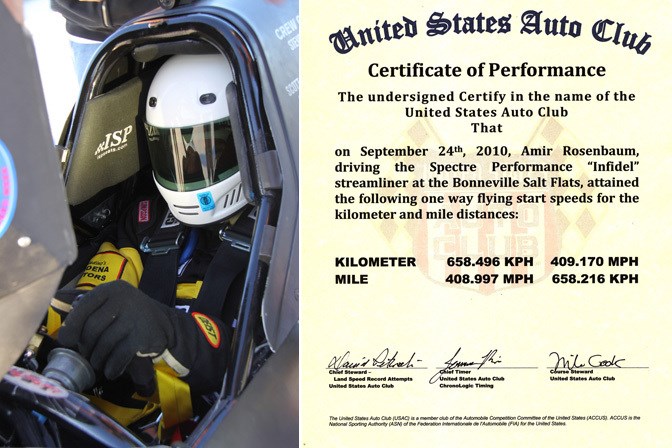 CREW
ISP
United States Auto Club
Certificate of Performance
The undersigned Certify in the name of the
United States Auto Club
That
on September 24th, 2010, Amir Rosenbaum,
driving the Spectre Performance “Infidel”
streamliner at the Bonneville Salt Flats, attained
the following one way flying start speeds for the
kilometer and mile distances:
KILOMETER 658.496 KPH 409.170 MPH
MILE 408.997 MPH 658.216 KPH
Chief Steward – Chief Timer Course Steward
Land Speed Record Attempts United States Auto Club United States Auto Club
United States Auto Club ChronoLogic Timing
The United States Auto Club (USAC) is a member club of the Automobile Competition Committee of the United States (ACCUS). ACCUS is the
National Sporting Authority (ASN) of the Federation Internationale de l'Automobile (FIA) for the United States.